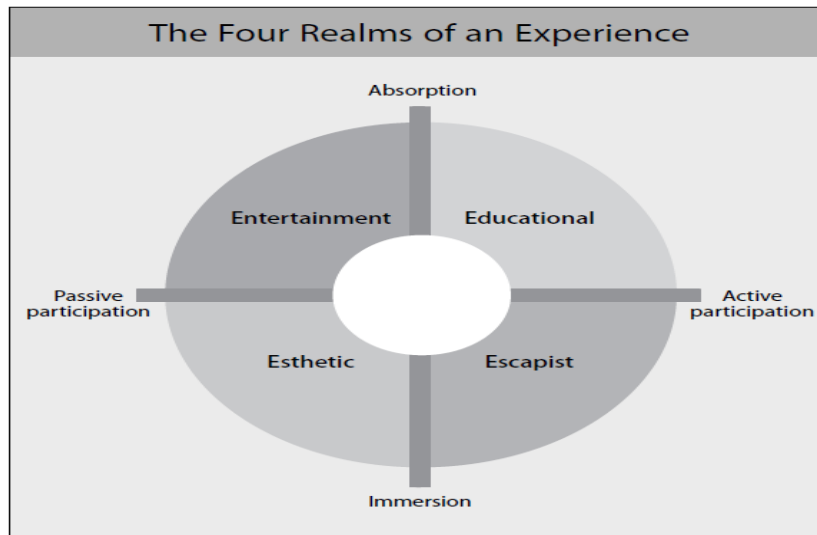 The Four Realms of an Experience
Absorption
Entertainment
Educational
Passive
participation
Active
participation
Esthetic
Escapist
Immersion